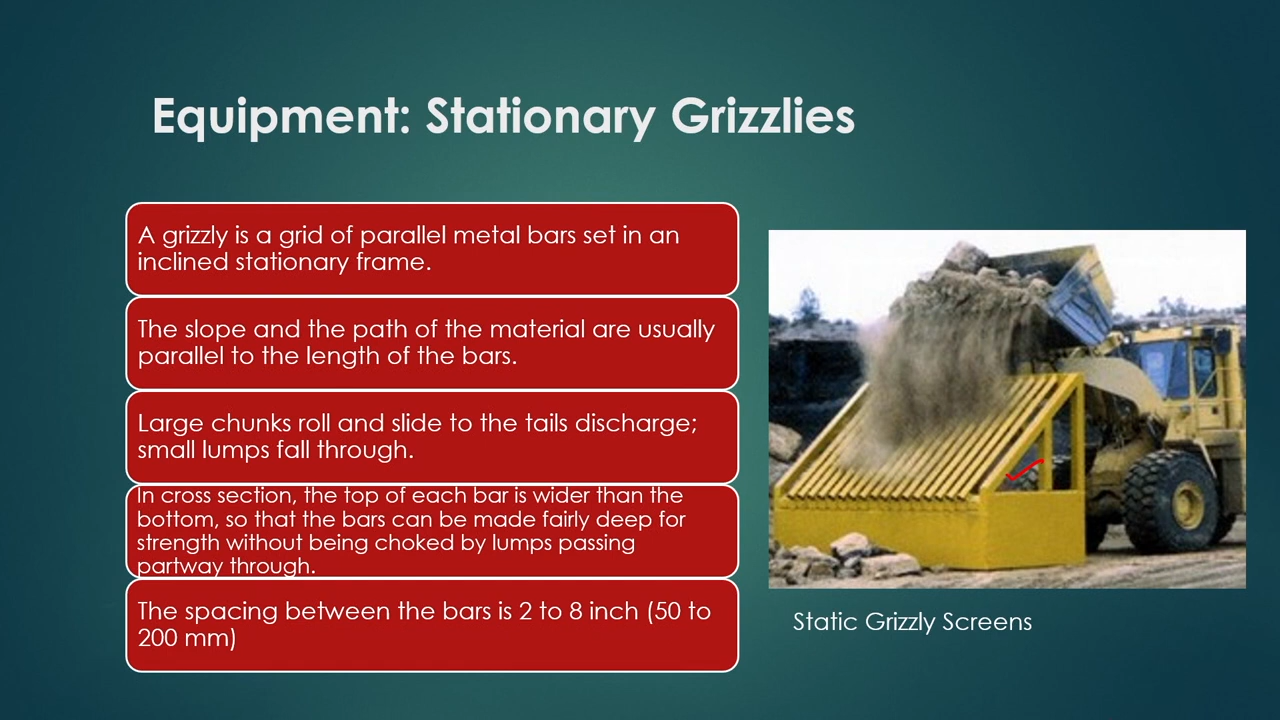 Equipment: Stationary Grizzlies
A grizzly is a grid of parallel metal bars set in an
inclined stationary frame.
The slope and the path of the material are usually
parallel to the length of the bars.
Large chunks roll and slide to the tails discharge;
small lumps fall through.
In cross section, the top of each bar is wider than the
bottom, so that the bars can be made fairly deep for
strength without being choked by lumps passing
partway through.
The spacing between the bars is 2 to 8 inch (50 to
200 mm)
Static Grizzly Screens